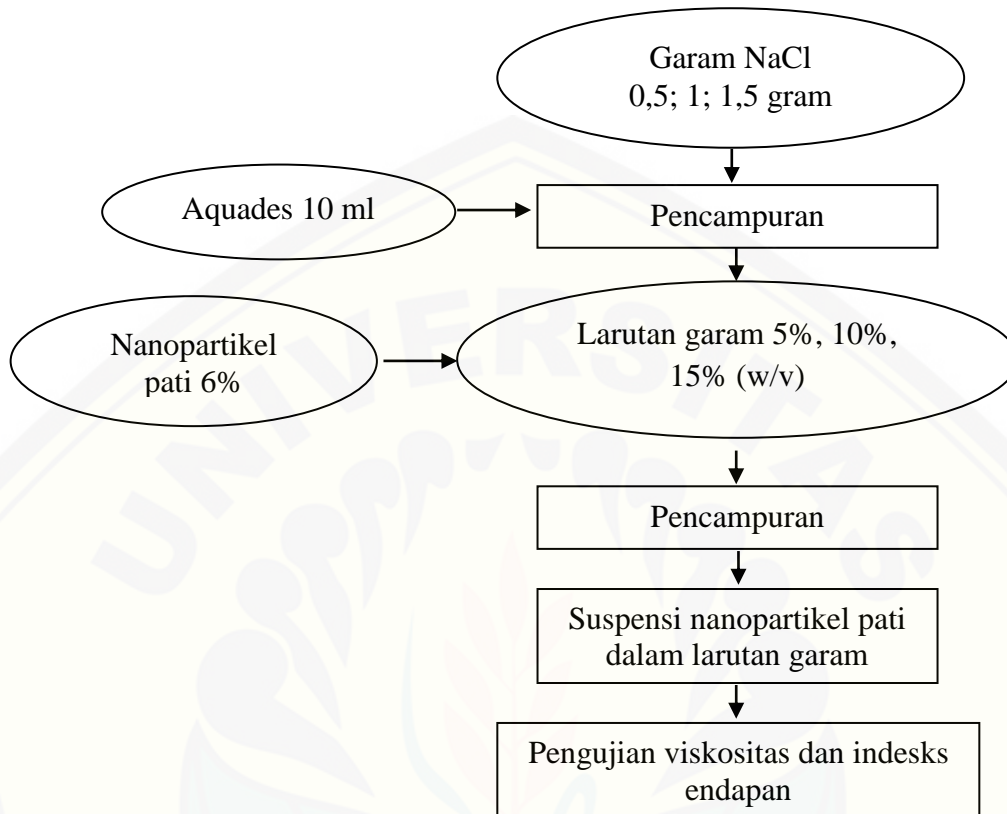 Garam NaCl
0,5; 1; 1,5 gram
Aquades 10 ml
Pencampuran
Nanopartikel
pati 6%
Larutan garam 5%, 10%,
15% (w/v)
Pencampuran
Suspensi nanopartikel pati
dalam larutan garam
Pengujian viskositas dan indesks
endapan
UNIVERSITAS